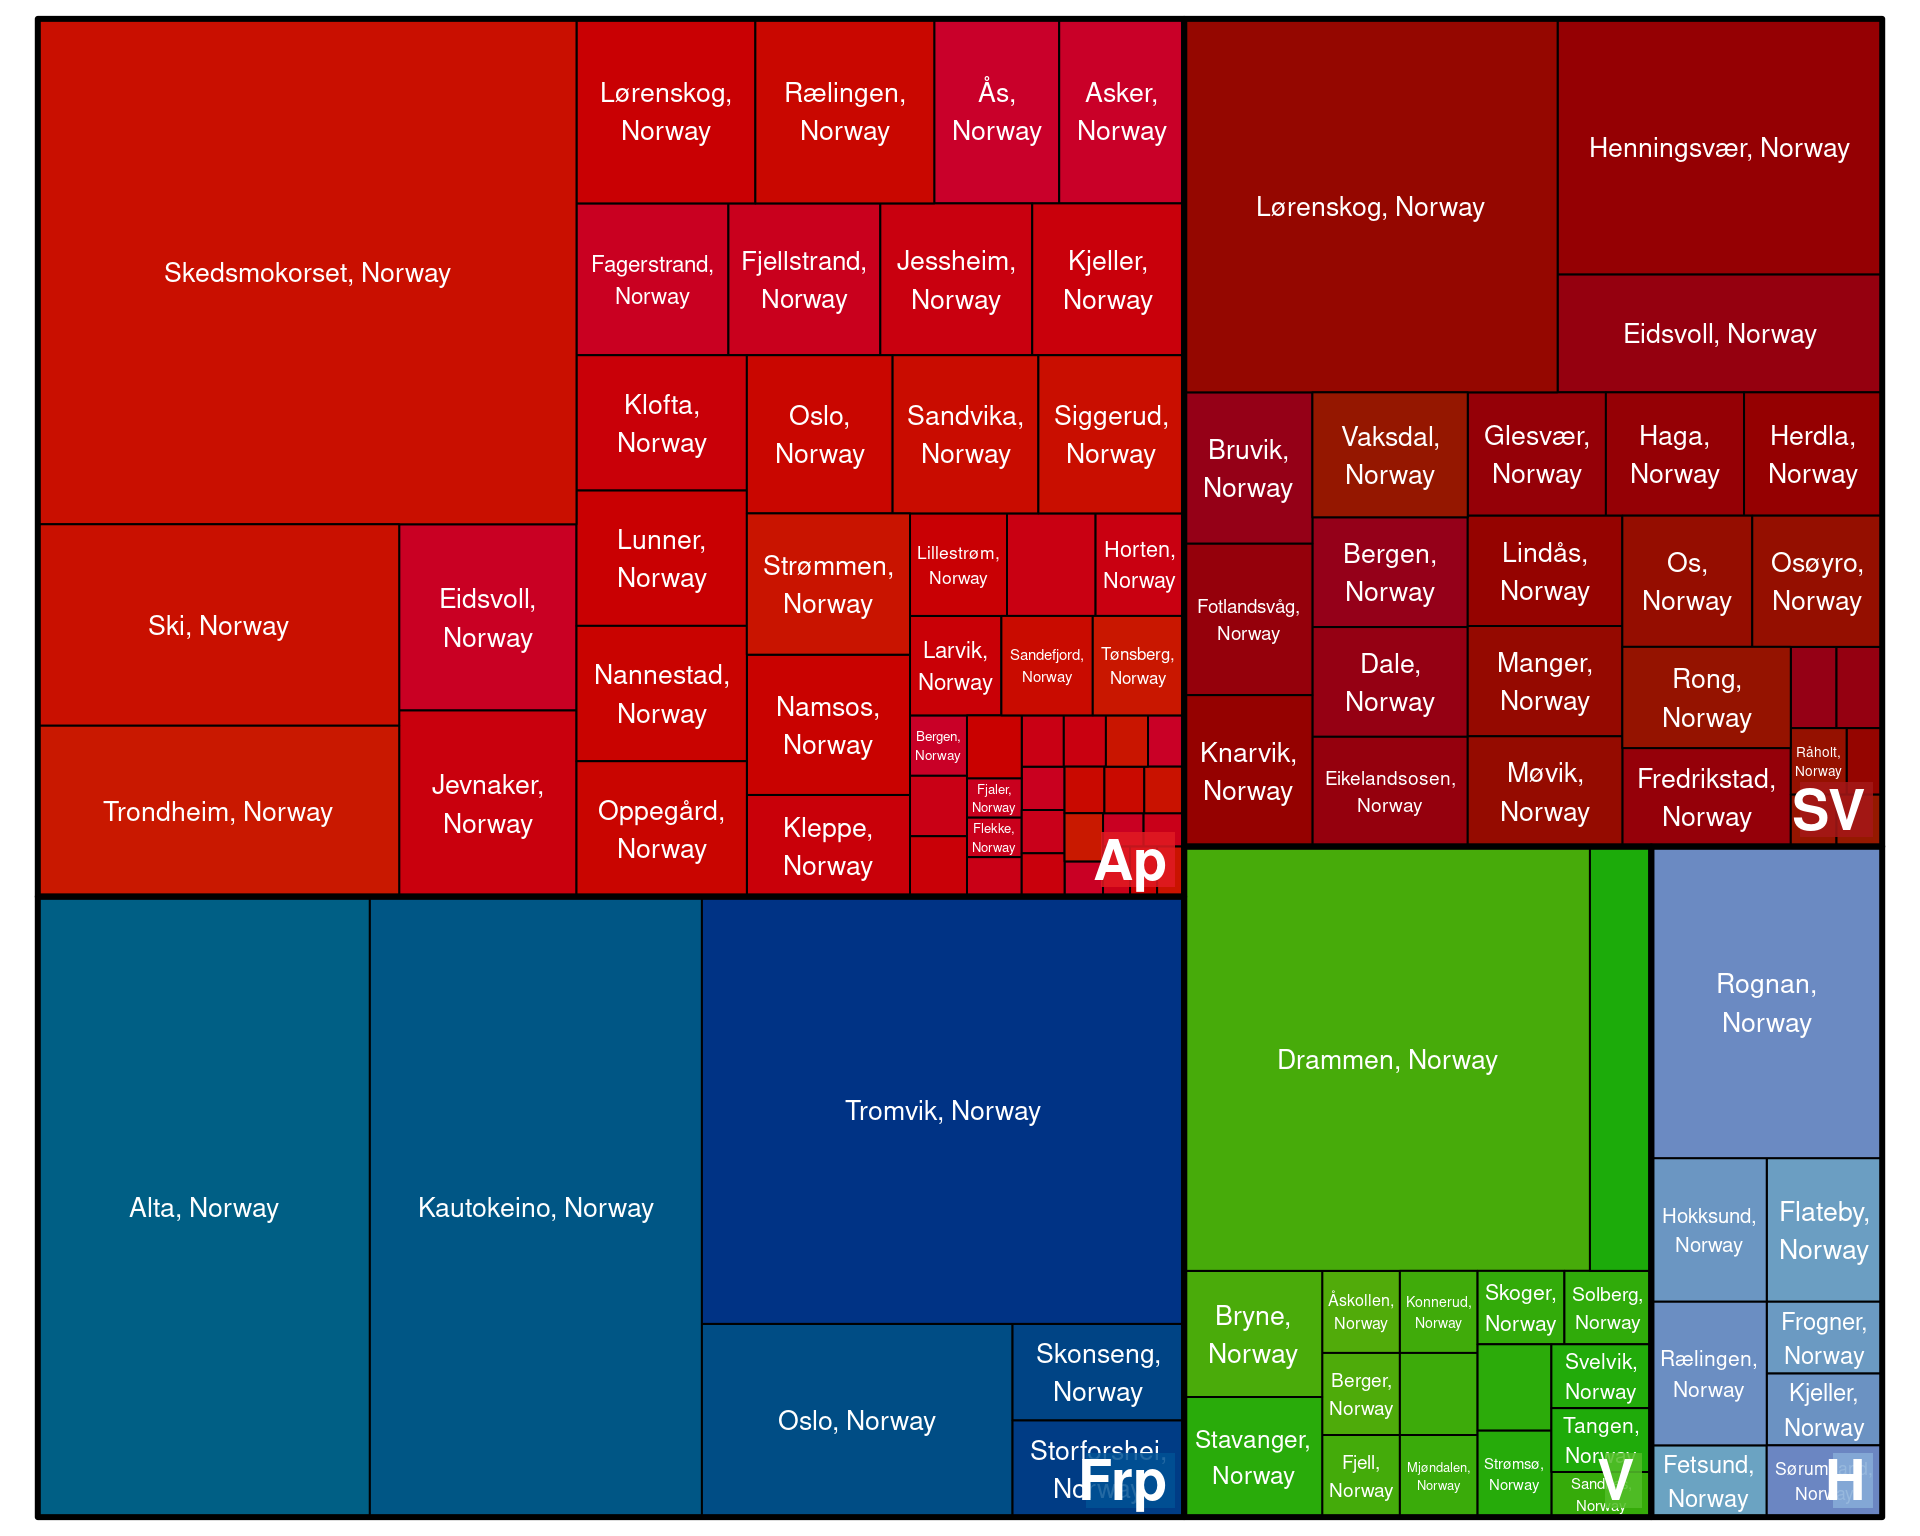 Skedsmokorset, Norway
Ski, Norway
Trondheim, Norway
Eidsvoll,
Norway
Jevnaker,
Norway
Lørenskog,
Norway
Rælingen,
Norway
Ås,
Norway
Asker,
Norway
Fagerstrand,
Norway
Fjellstrand,
Norway
Jessheim,
Norway
Kjeller,
Norway
Klofta,
Norway
Lunner,
Norway
Nannestad,
Norway
Oppegård,
Norway
Oslo,
Norway
Sandvika,
Norway
Siggerud,
Norway
Strømmen,
Norway
Namsos,
Norway
Kleppe,
Norway
Lillestrøm,
Norway
Horten,
Norway
Larvik,
Norway
Sandefjord,
Norway
Tønsberg,
Norway
Bergen,
Norway
Fjaler,
Norway
Flekke,
Norway
Ap
Lørenskog, Norway
Henningsvær, Norway
Eidsvoll, Norway
Bruvik,
Norway
Fotlandsvåg,
Norway
Knarvik,
Norway
Vaksdal,
Norway
Bergen,
Norway
Dale,
Norway
Eikelandsosen,
Norway
Glesvær,
Norway
Haga,
Norway
Herdla,
Norway
Lindås,
Norway
Manger,
Norway
Møvik,
Norway
Os,
Norway
Osøyro,
Norway
Rong,
Norway
Fredrikstad,
Norway
Råholt,
Norway
SV
Alta, Norway
Kautokeino, Norway
Tromvik, Norway
Oslo, Norway
Skonseng,
Norway
Storforshei,
Norway
Frp
Drammen, Norway
Bryne,
Norway
Stavanger,
Norway
Åskollen,
Norway
Konnerud,
Norway
Berger,
Norway
Fjell,
Norway
Mjøndalen,
Norway
Skoger,
Norway
Solberg,
Norway
Svelvik,
Norway
Tangen,
Norway
Strømsø,
Norway
Norway
V
Rognan,
Norway
Hokksund,
Norway
Flateby,
Norway
Rælingen,
Norway
Frogner,
Norway
Kjeller,
Norway
Fetsund,
Norway
Norway
H